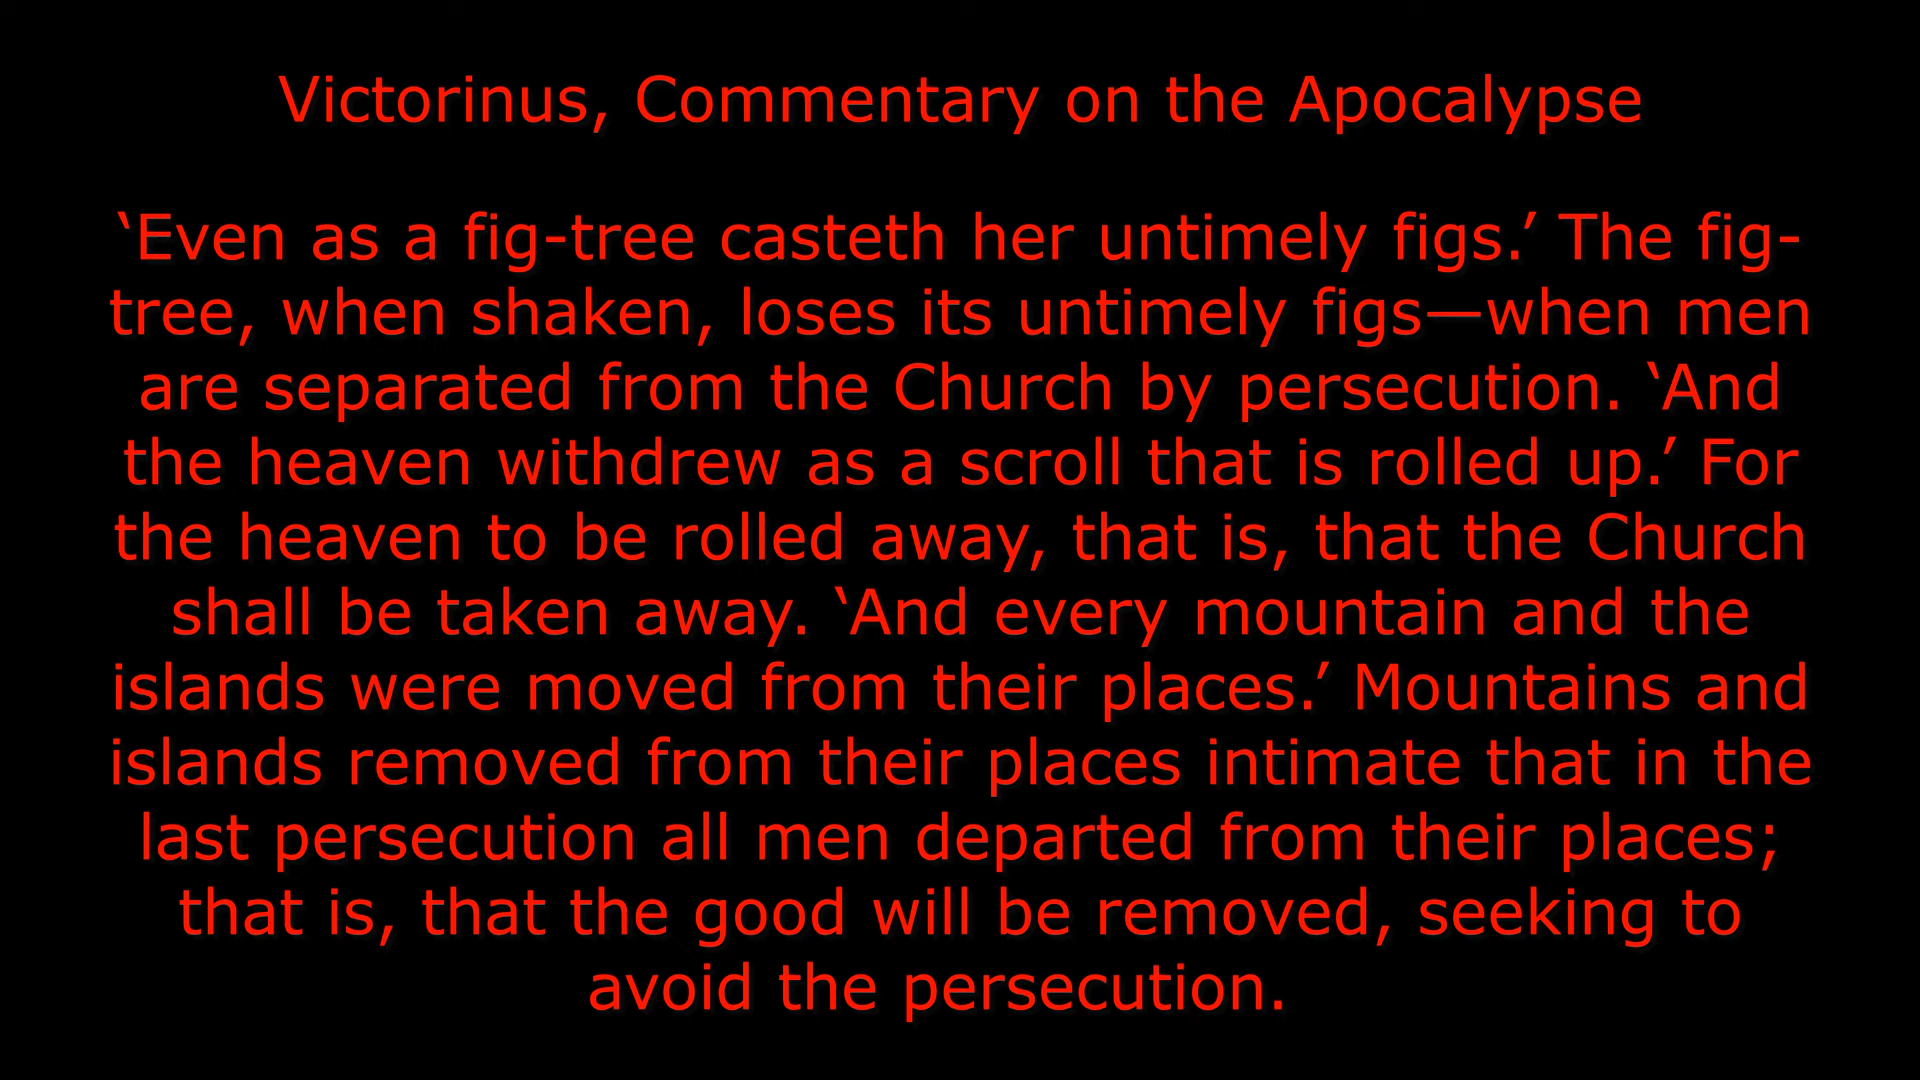 Victorinus, Commentary on the Apocalypse
‘Even as a fig-tree casteth her untimely figs.’ The fig-
tree, when shaken, loses its untimely figs—when men
are separated from the Church by persecution. ‘And
the heaven withdrew as a scroll that is rolled up.’ For
the heaven to be rolled away, that is, that the Church
shall be taken away. ‘And every mountain and the
islands were moved from their places.’ Mountains and
islands removed from their places intimate that in the
last persecution all men departed from their places;
that is, that the good will be removed, seeking to
avoid the persecution.